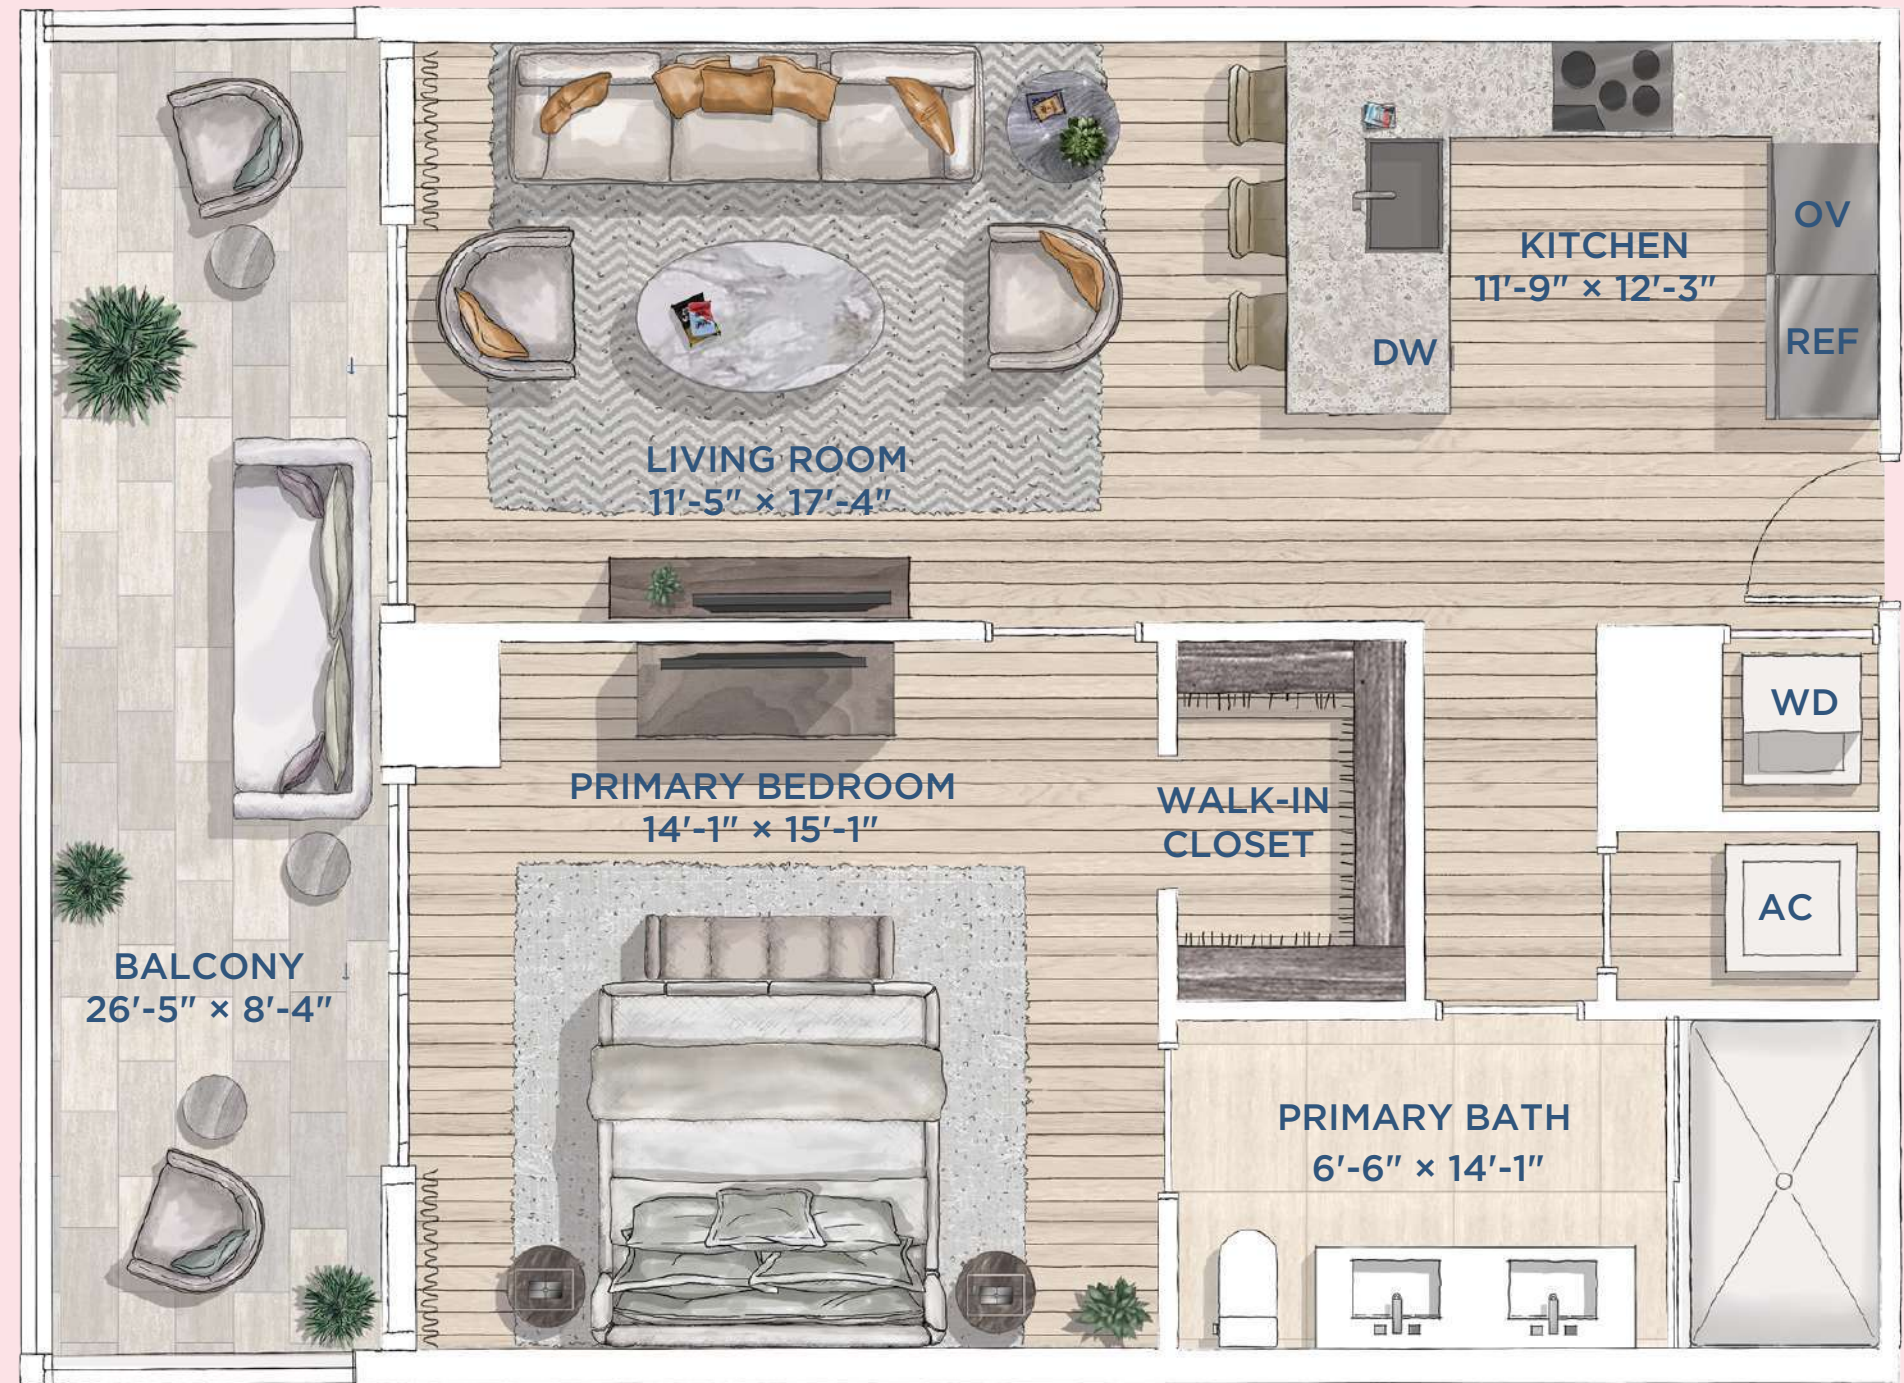 OV
KITCHEN
11'-9" × 12'-3"
REF
DW
LIVING ROOM
11'-5" × 17'-4"
WD
PRIMARY BEDROOM
14'-1" × 15'-1"
WALK-IN
CLOSET
AC
BALCONY
26'-5" × 8'-4"
PRIMARY BATH
6'-6" × 14'-1"